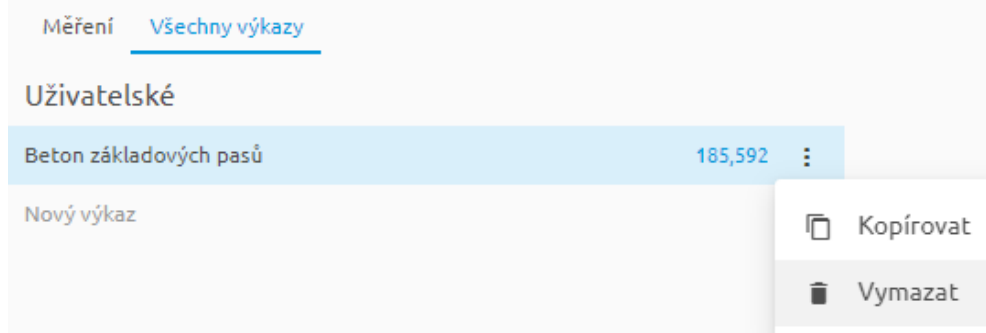 Měření Všechny výkazy
Uživatelské
Beton základových pasů 185,592
Nový výkaz
Kopírovat
Vymazat